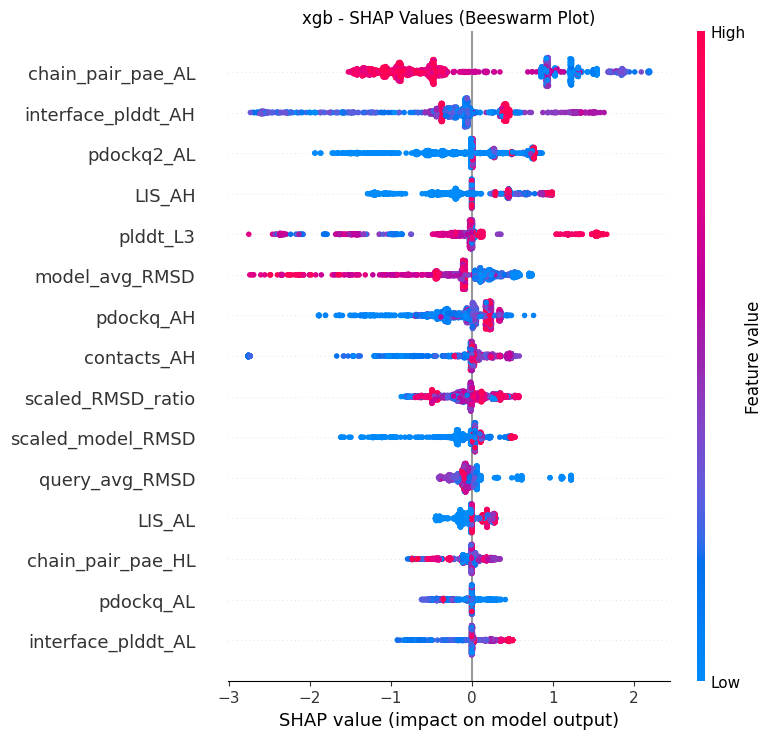 xgb - SHAP Values (Beeswarm Plot)
High
chain_pair_pae_AL
interface_plddt_AH
pdockq2_AL
LIS_AH
plddt_L3
model_avg_RMSD
pdockq_AH
contacts_AH
scaled_RMSD_ratio
scaled_model_RMSD
query_avg_RMSD
LIS_AL
chain_pair_pae_HL
pdockq_AL
interface_plddt_AL
Feature value
Low
−3 −2 −1 0 1 2
SHAP value (impact on model output)